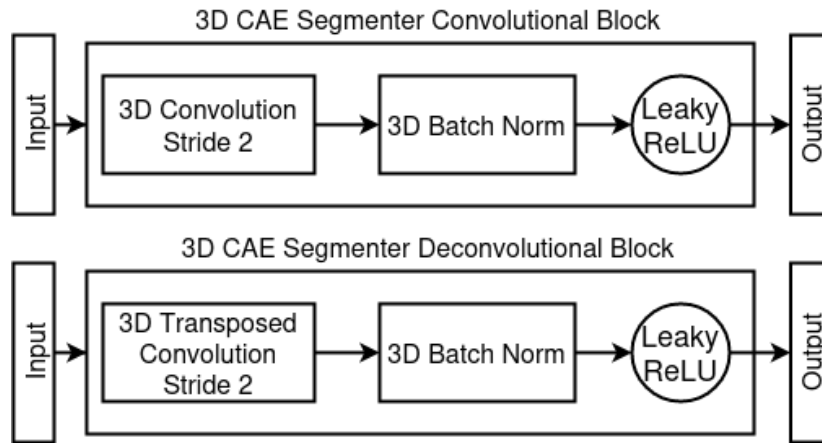 3D CAE Segmenter Convolutional Block
Input
3D Convolution
Stride 2
3D Batch Norm
Leaky
ReLU
Output
3D CAE Segmenter Deconvolutional Block
Input
3D Transposed
Convolution
Stride 2
3D Batch Norm
Leaky
ReLU
Output